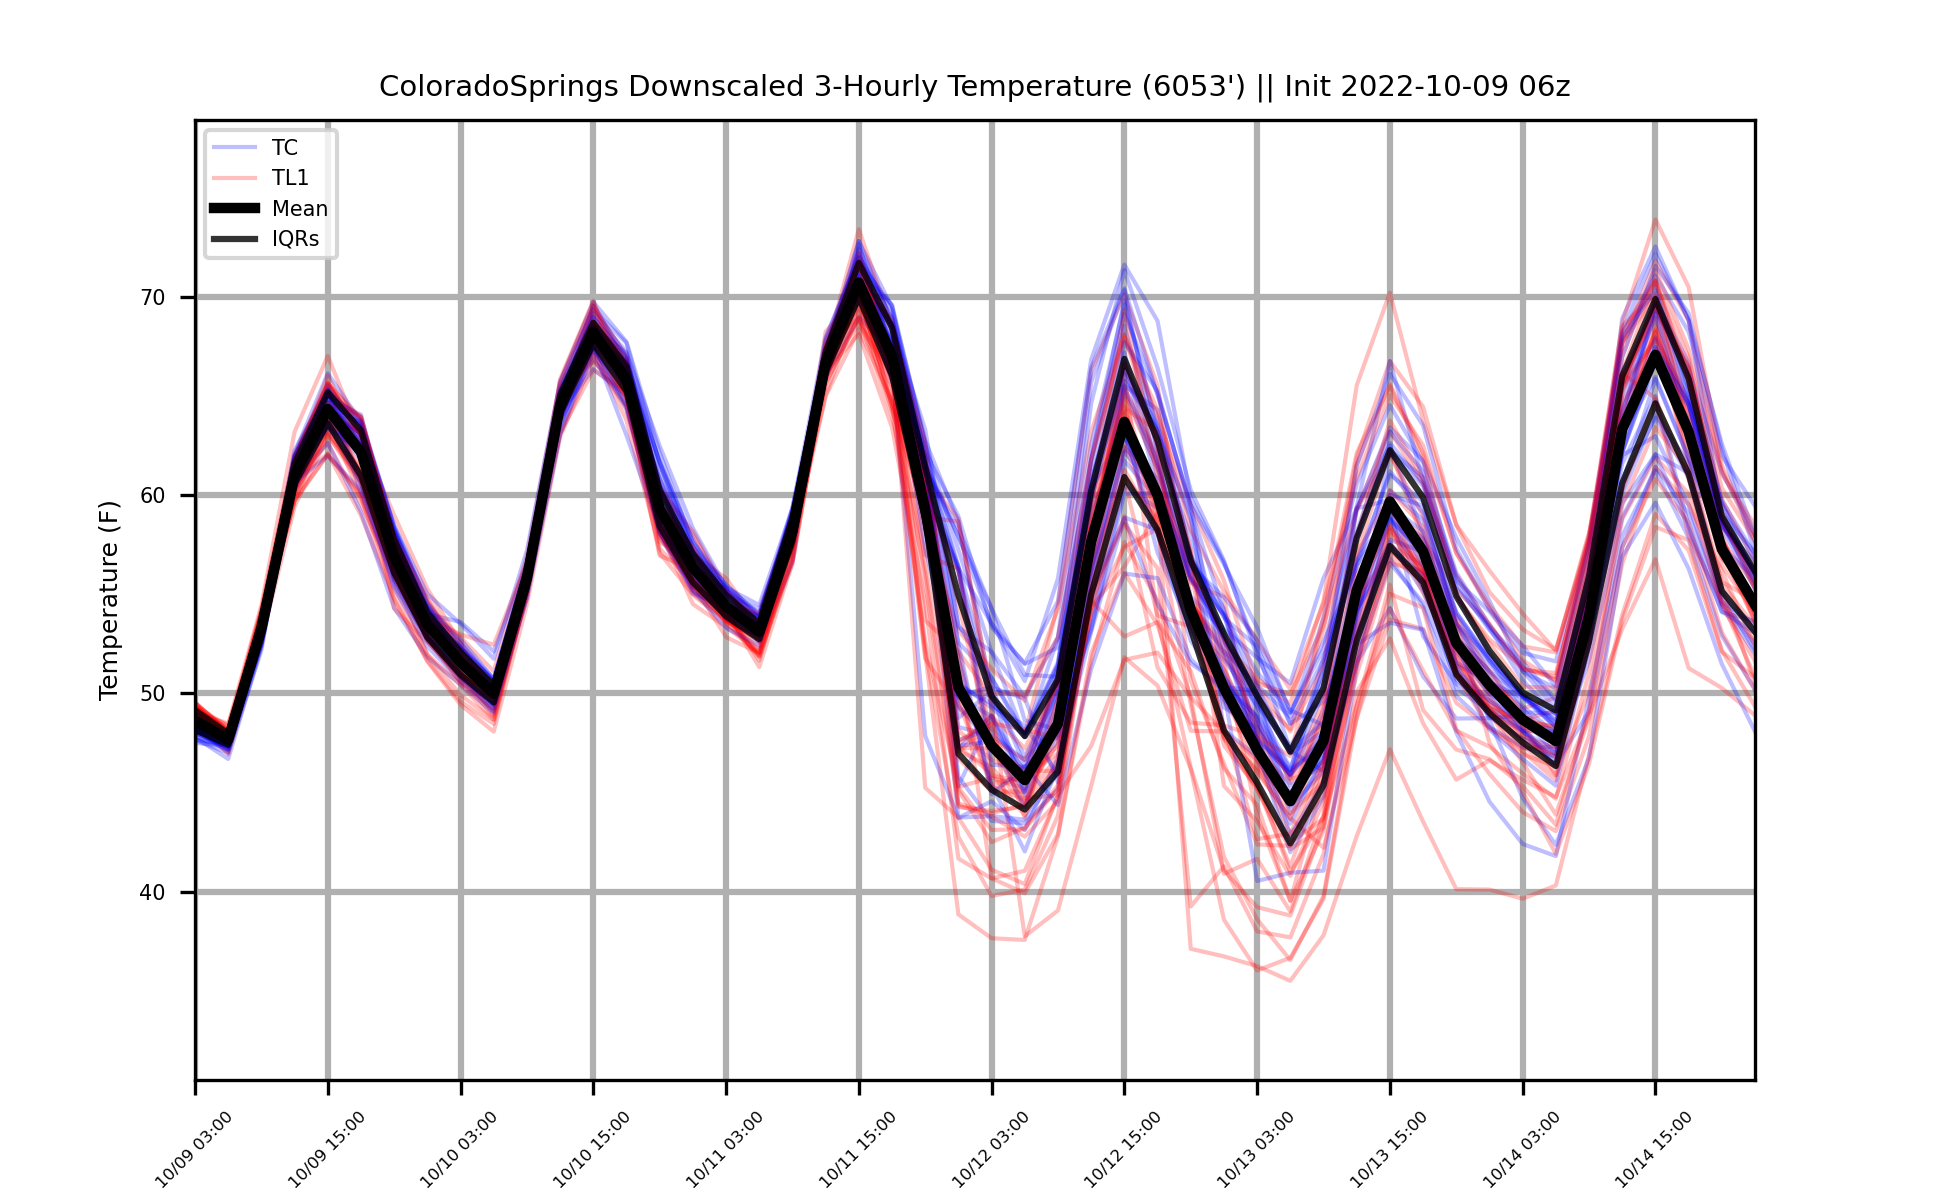 ColoradoSprings Downscaled 3-Hourly Temperature (6053') || Init 2022-10-09 06z
TC
TL1
Mean
IQRs
Temperature (F)
70
60
50
40
10/09 03:00
10/09 15:00
10/10 03:00
10/10 15:00
10/11 03:00
10/11 15:00
10/12 03:00
10/12 15:00
10/13 03:00
10/13 15:00
10/14 03:00
10/14 15:00